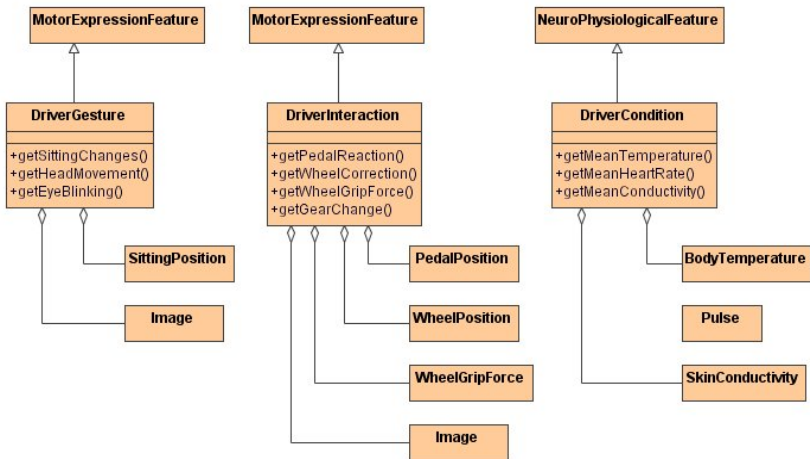 MotorExpressionFeature
DriverGesture
+getSittingChanges()
+getHeadMovement()
+getEyeBlinking()
SittingPosition
Image
MotorExpressionFeature
DriverInteraction
+getPedalReaction()
+getWheelCorrection()
+getWheelGripForce()
+getGearChange()
PedalPosition
WheelPosition
WheelGripForce
Image
NeuroPhysiologicalFeature
DriverCondition
+getMeanTemperature()
+getMeanHeartRate()
+getMeanConductivity()
BodyTemperature
Pulse
SkinConductivity